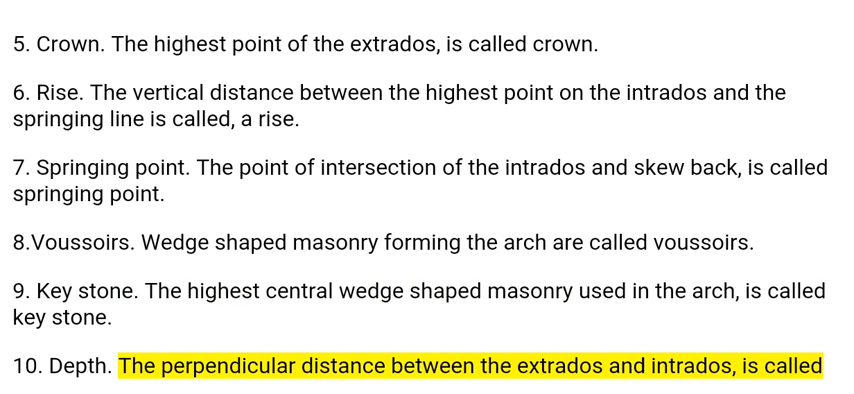 5. Crown. The highest point of the extrados, is called crown.
6. Rise. The vertical distance between the highest point on the intrados and the
springing line is called, a rise.
7. Springing point. The point of intersection of the intrados and skew back, is called
springing point.
8.Voussoirs. Wedge shaped masonry forming the arch are called voussoirs.
9. Key stone. The highest central wedge shaped masonry used in the arch, is called
key stone.
10. Depth. The perpendicular distance between the extrados and intrados, is called